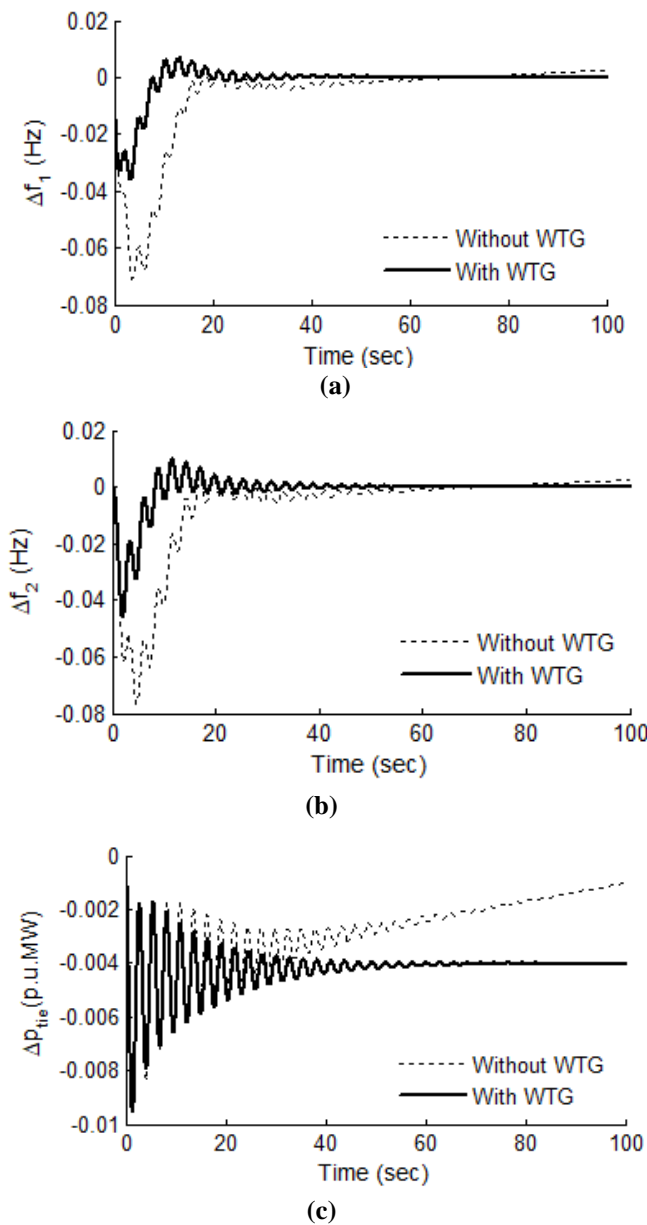 0.02
0
-0.02
-0.04
-0.06
-0.08
Δf1 (Hz)
Without WTG
With WTG
0 20 40 60 80 100
Time (sec)
(a)
0.02
0
-0.02
-0.04
-0.06
-0.08
Δf2 (Hz)
Without WTG
With WTG
0 20 40 60 80 100
Time (sec)
(b)
0
-0.002
-0.004
-0.006
-0.008
-0.01
Δptie(p.u.MW)
Without WTG
With WTG
0 20 40 60 80 100
Time (sec)
(c)